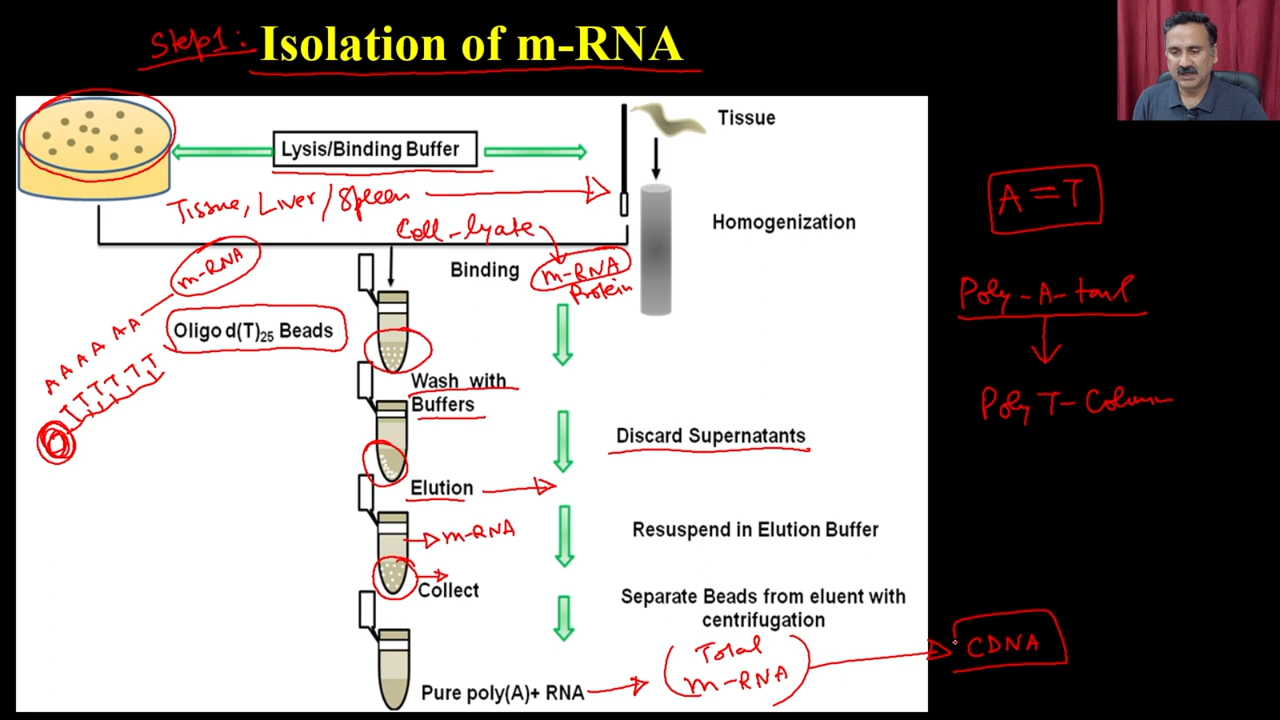 Step1: Isolation of m-RNA
Lysis/Binding Buffer
Tissue
Tissue, Liver/Spleen
Homogenization
Cell-lyate
Binding
m-RNA
Protein
m-RNA
Oligo d(T)25 Beads
A A A A A A
T T T T T T
Wash with
Buffers
Discard Supernatants
Elution
m-RNA
Resuspend in Elution Buffer
Collect
Separate Beads from eluent with
centrifugation
Pure poly(A)+ RNA
Total
m-RNA
CDNA
A=T
Poly-A-tail
Poly T-Column